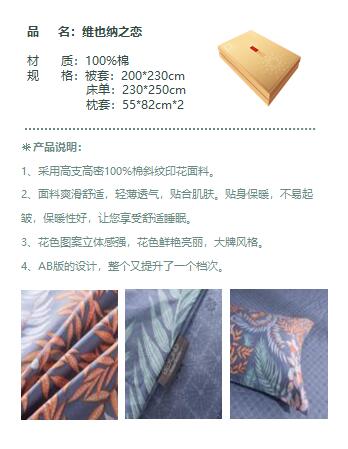 品　　名：维也纳之恋
材　　质：100%棉
规　　格：被套：200*230cm
床单：230*250cm
枕套：55*82cm*2
※产品说明：
1、采用高支高密100%棉斜纹印花面料。
2、面料爽滑舒适，轻薄透气，贴合肌肤。贴身保暖，不易起
皱，保暖性好，让您享受舒适睡眠。
3、花色图案立体感强，花色鲜艳亮丽，大牌风格。
4、AB版的设计，整个又提升了一个档次。